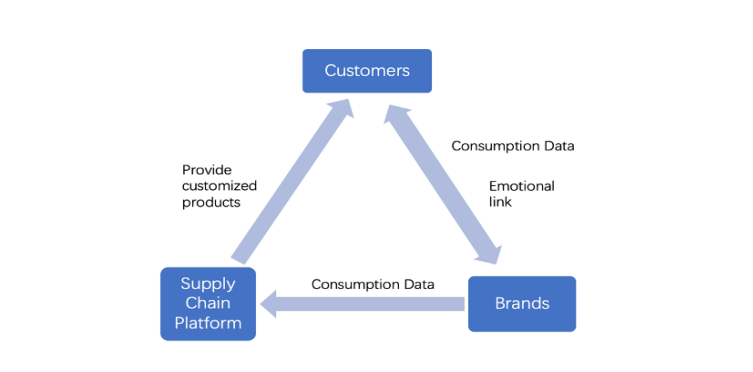 Customers
Consumption Data
Provide
customized
products
Emotional
link
Supply
Chain
Platform
Consumption Data
Brands